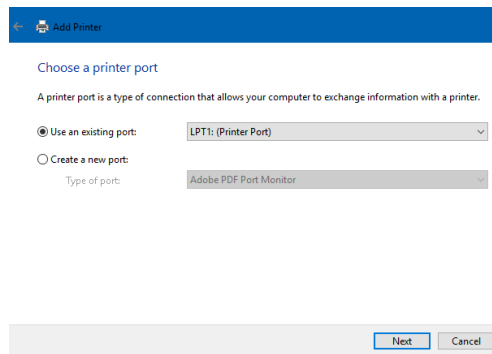 Add Printer
Choose a printer port
A printer port is a type of connection that allows your computer to exchange information with a printer.
Use an existing port: LPT1: (Printer Port)
Create a new port:
Type of port: Adobe PDF Port Monitor
Next Cancel